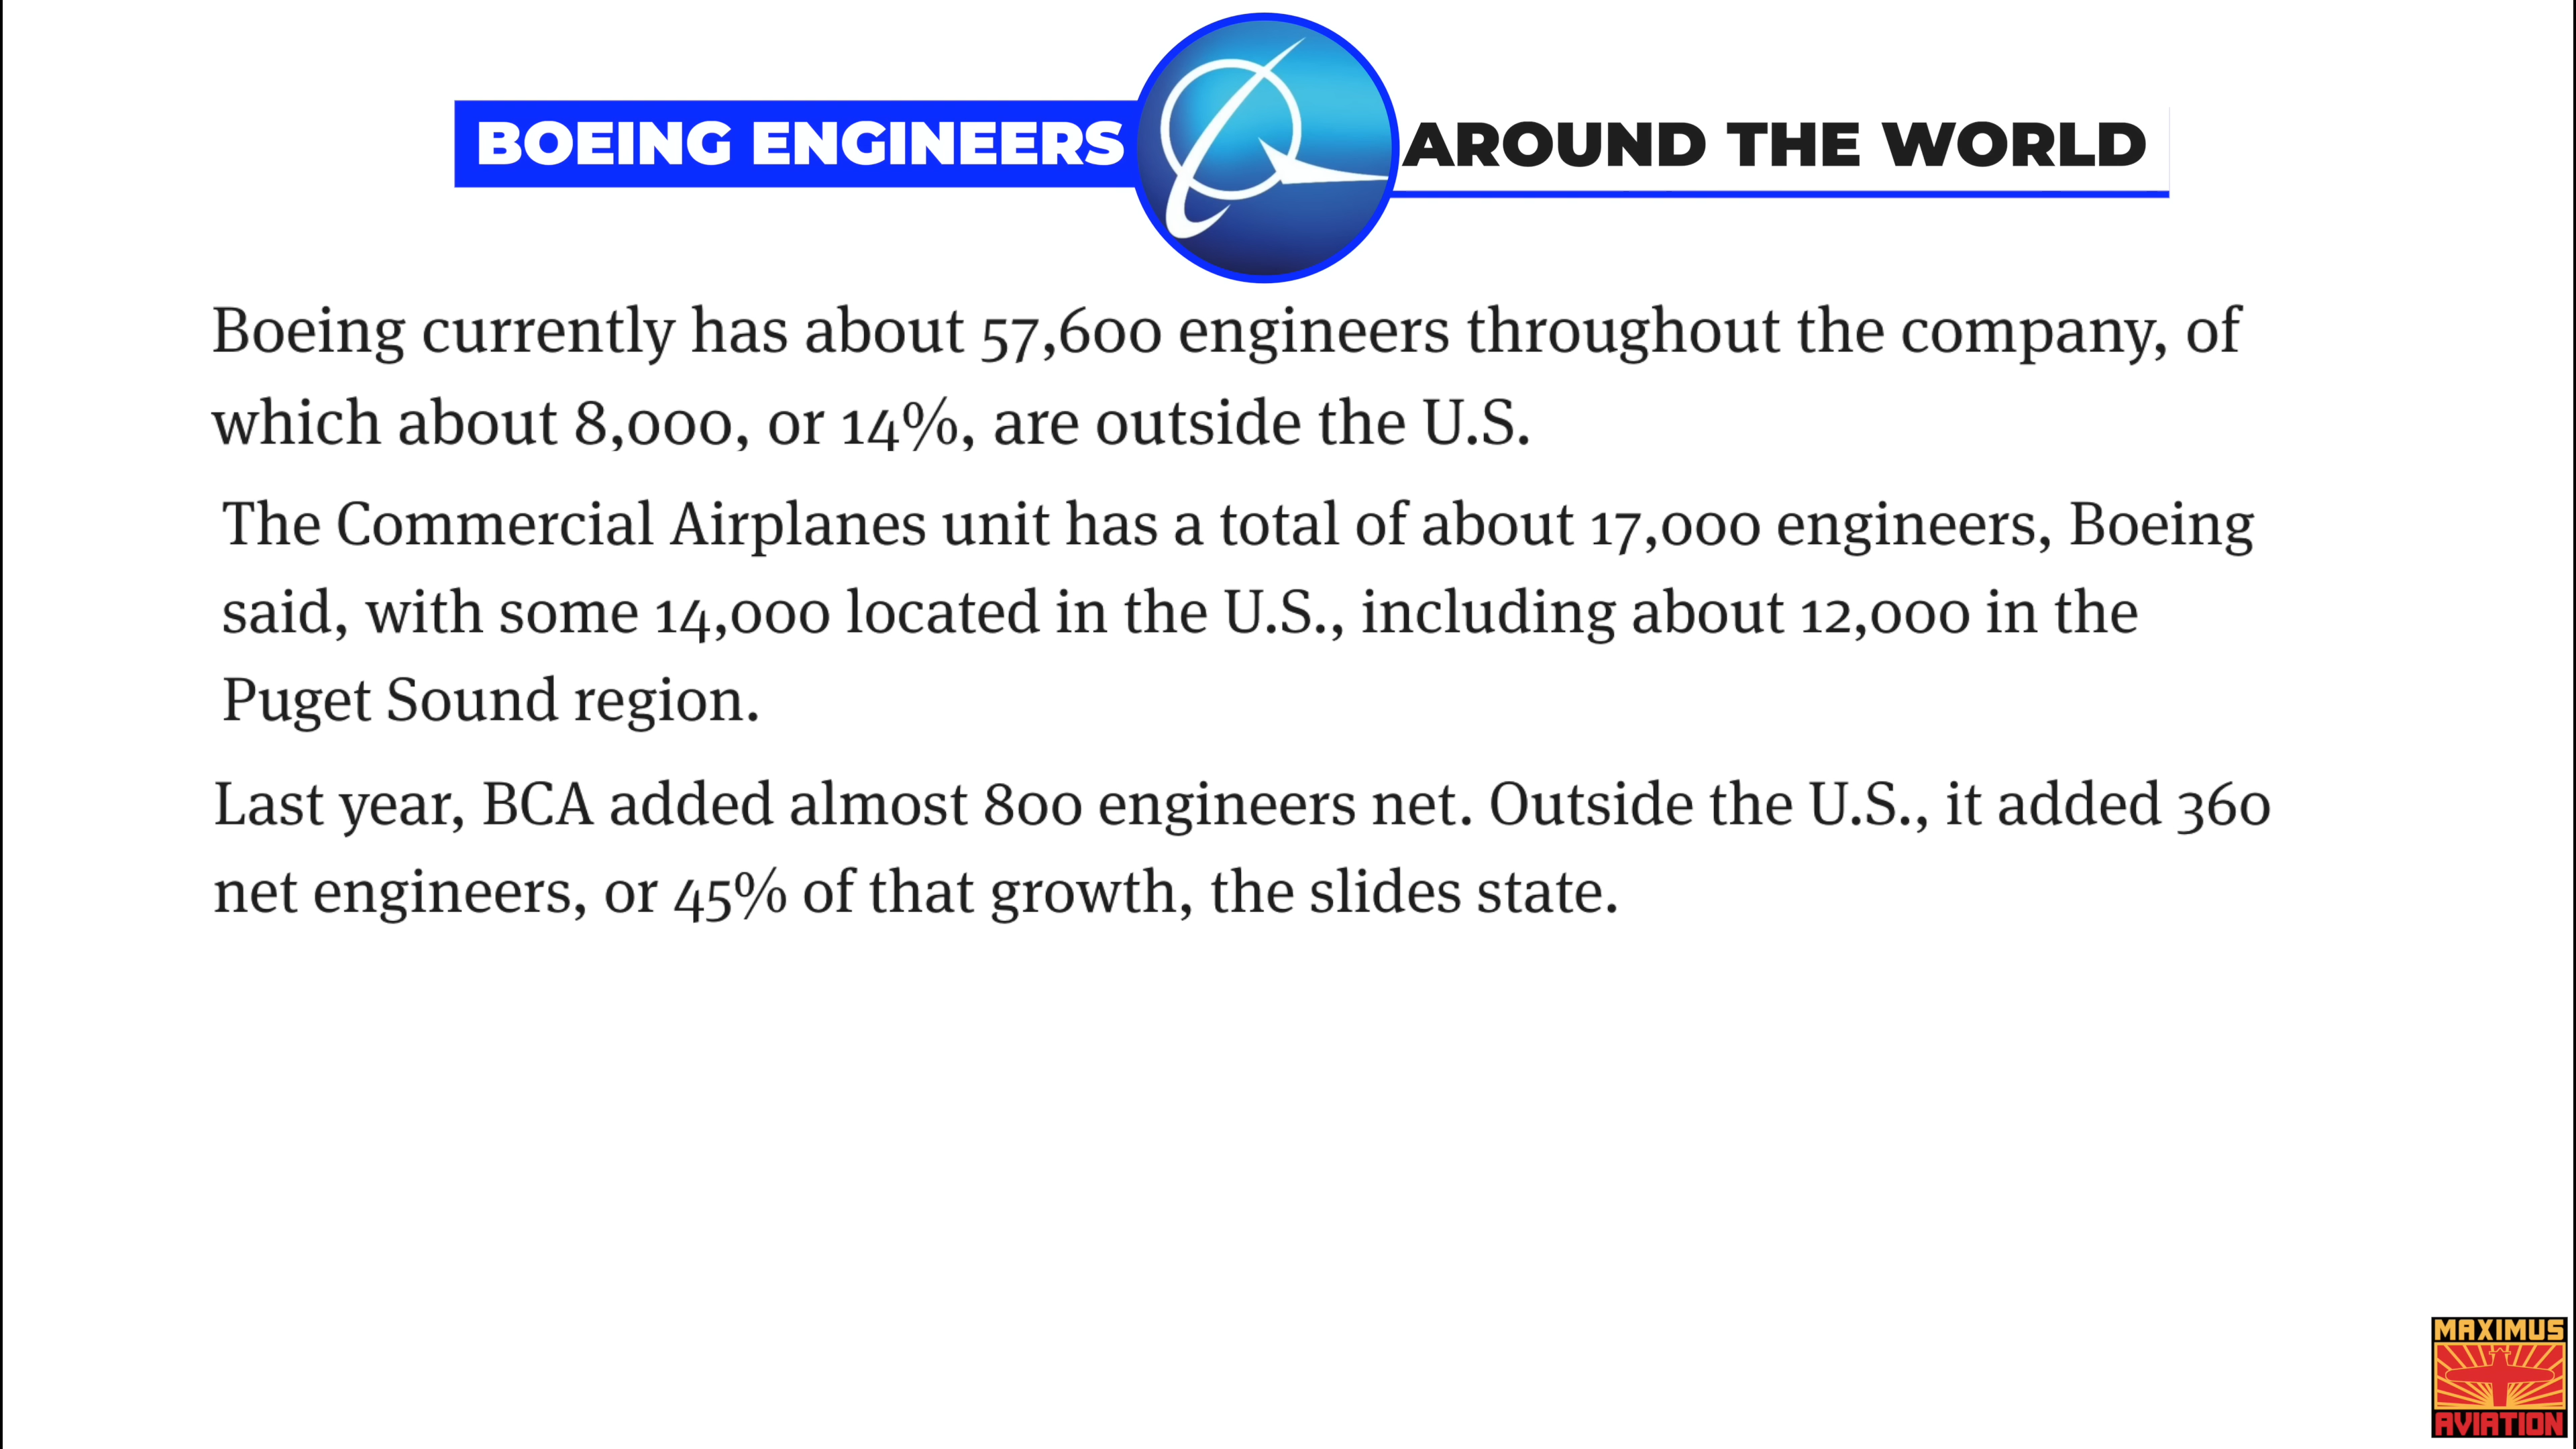 BOEING ENGINEERS AROUND THE WORLD
Boeing currently has about 57,600 engineers throughout the company, of
which about 8,000, or 14%, are outside the U.S.
The Commercial Airplanes unit has a total of about 17,000 engineers, Boeing
said, with some 14,000 located in the U.S., including about 12,000 in the
Puget Sound region.
Last year, BCA added almost 800 engineers net. Outside the U.S., it added 360
net engineers, or 45% of that growth, the slides state.
MAXIMUS
AVIATION